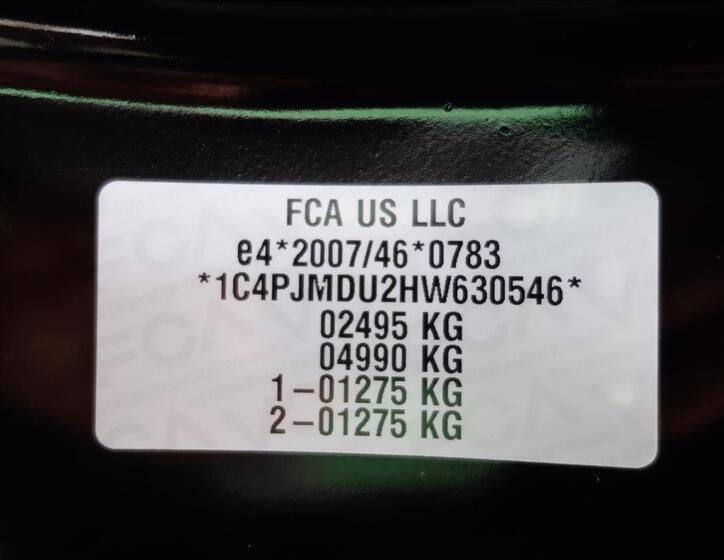 FCA US LLC
e4*2007/46*0783
*1C4PJMDU2HW630546*
02495 KG
04990 KG
1-01275 KG
2-01275 KG